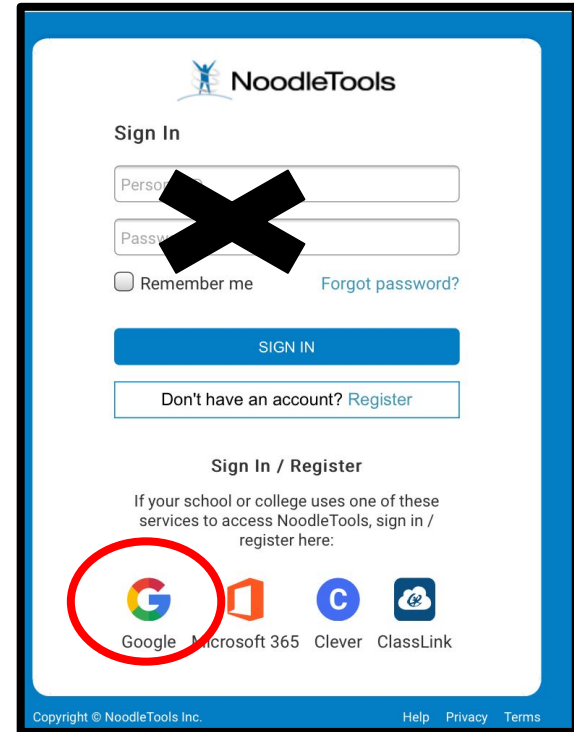 NoodleTools
Sign In
Remember me Forgot password?
SIGN IN
Don't have an account? Register
Sign In / Register
If your school or college uses one of these
services to access NoodleTools, sign in /
register here:
C
Google Microsoft 365 Clever ClassLink
Copyright © NoodleTools Inc. Help Privacy Terms